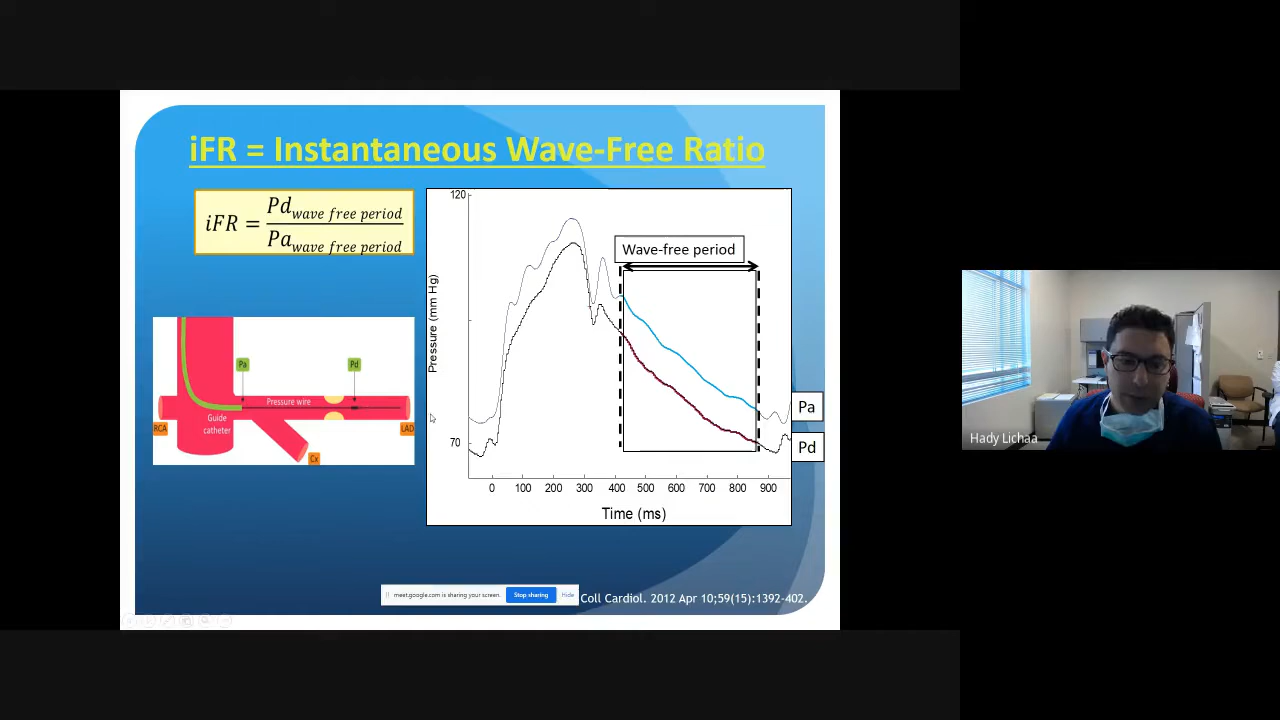 iFR = Instantaneous Wave-Free Ratio
iFR = Pd wave free period
Pa wave free period
120
Wave-free period
Pressure (mm Hg)
70
Pa
Pd
0 100 200 300 400 500 600 700 800 900
Time (ms)
Pa
Pd
Pressure wire
Guide
catheter
RCA
LAD
Cx
meet.google.com is sharing your screen.
Stop sharing
Hide
Coll Cardiol. 2012 Apr 10;59(15):1392-402.
Hady Lichaa